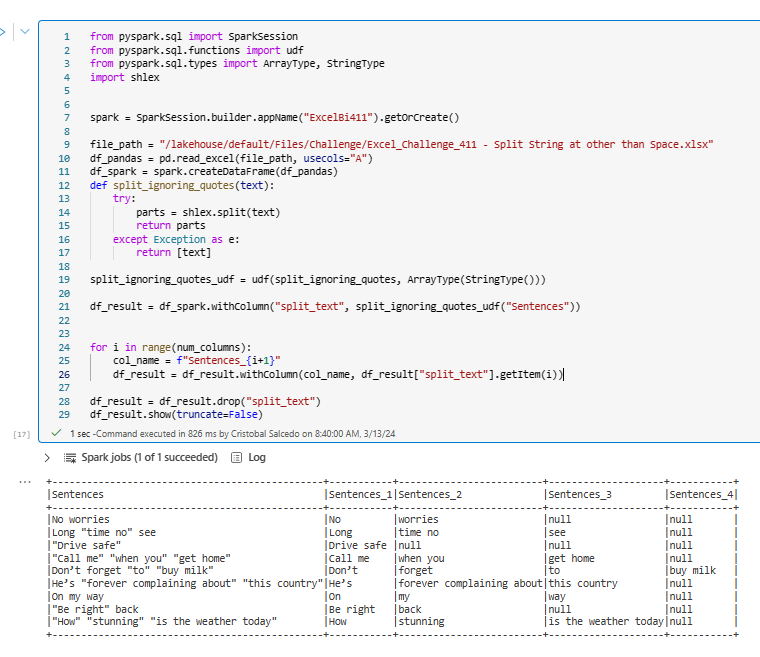 1 from pyspark.sql import SparkSession
2 from pyspark.sql.functions import udf
3 from pyspark.sql.types import ArrayType, StringType
4 import shlex
5
6
7 spark = SparkSession.builder.appName("ExcelBi411").getOrCreate()
8
9 file_path = "/lakehouse/default/Files/Challenge/Excel_Challenge_411 - Split String at other than Space.xlsx"
10 df_pandas = pd.read_excel(file_path, usecols="A")
11 df_spark = spark.createDataFrame(df_pandas)
12 def split_ignoring_quotes(text):
13     try:
14         parts = shlex.split(text)
15         return parts
16     except Exception as e:
17         return [text]
18
19 split_ignoring_quotes_udf = udf(split_ignoring_quotes, ArrayType(StringType()))
20
21 df_result = df_spark.withColumn("split_text", split_ignoring_quotes_udf("Sentences"))
22
23
24 for i in range(num_columns):
25     col_name = f"Sentences_{i+1}"
26     df_result = df_result.withColumn(col_name, df_result["split_text"].getItem(i))
27
28 df_result = df_result.drop("split_text")
29 df_result.show(truncate=False)
[17] 1 sec -Command executed in 826 ms by Cristobal Salcedo on 8:40:00 AM, 3/13/24
Spark jobs (1 of 1 succeeded) Log
... +--------------------------------------------+-----------+--------------------------+--------------------+-----------+
|Sentences |Sentences_1|Sentences_2 |Sentences_3 |Sentences_4|
+--------------------------------------------+-----------+--------------------------+--------------------+-----------+
|No worries |No |worries |null |null |
|Long "time no" see |Long |time no |see |null |
|"Drive safe" |Drive safe |null |null |null |
|"Call me" "when you" "get home" |Call me |when you |get home |null |
|Don’t forget "to" "buy milk" |Don’t |forget |to |buy milk |
|He’s "forever complaining about" "this country"|He’s |forever complaining about|this country |null |
|On my way |On |my |way |null |
|"Be right" back |Be right |back |null |null |
|"How" "stunning" "is the weather today" |How |stunning |is the weather today|null |
+--------------------------------------------+-----------+--------------------------+--------------------+-----------+